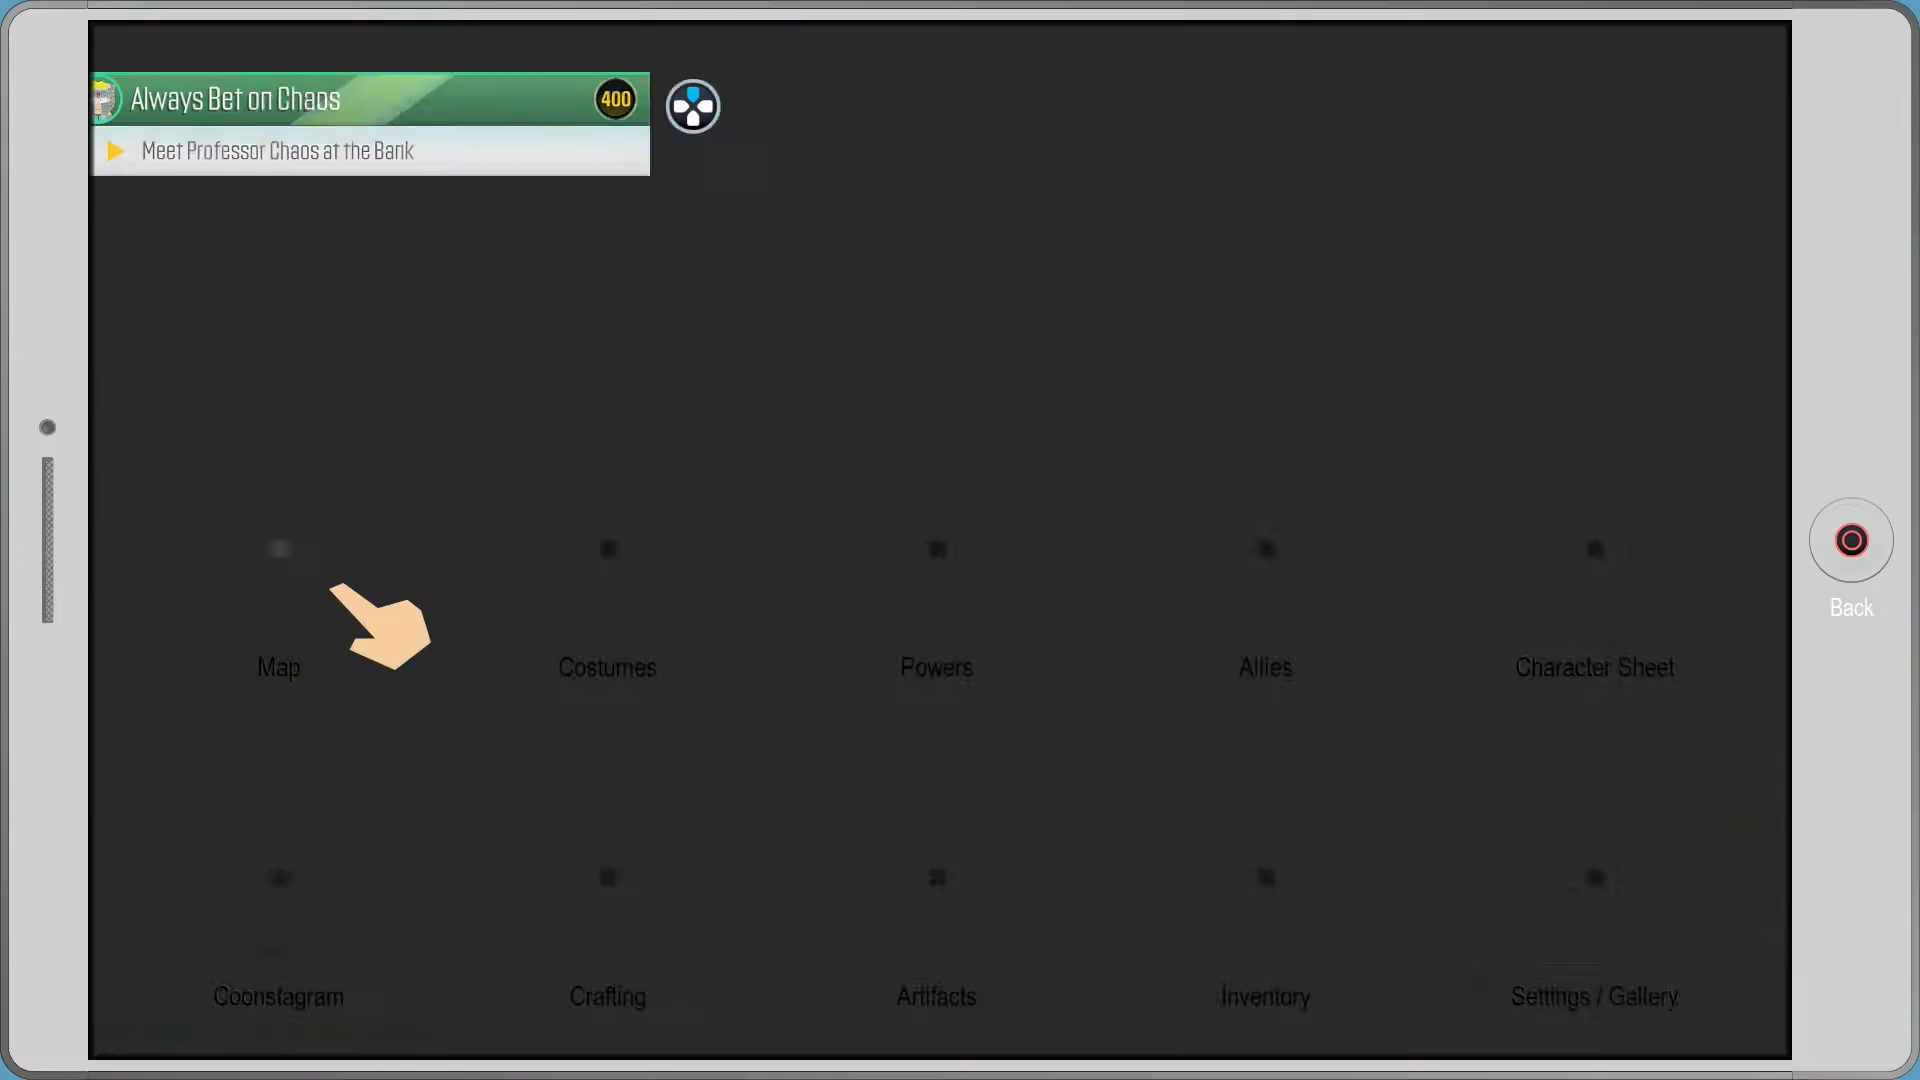 Always Bet on Chaos 400
Meet Professor Chaos at the Bank
Back
Map Costumes Powers Allies Character Sheet
Coonstagram Crafting Artifacts Inventory Settings / Gallery